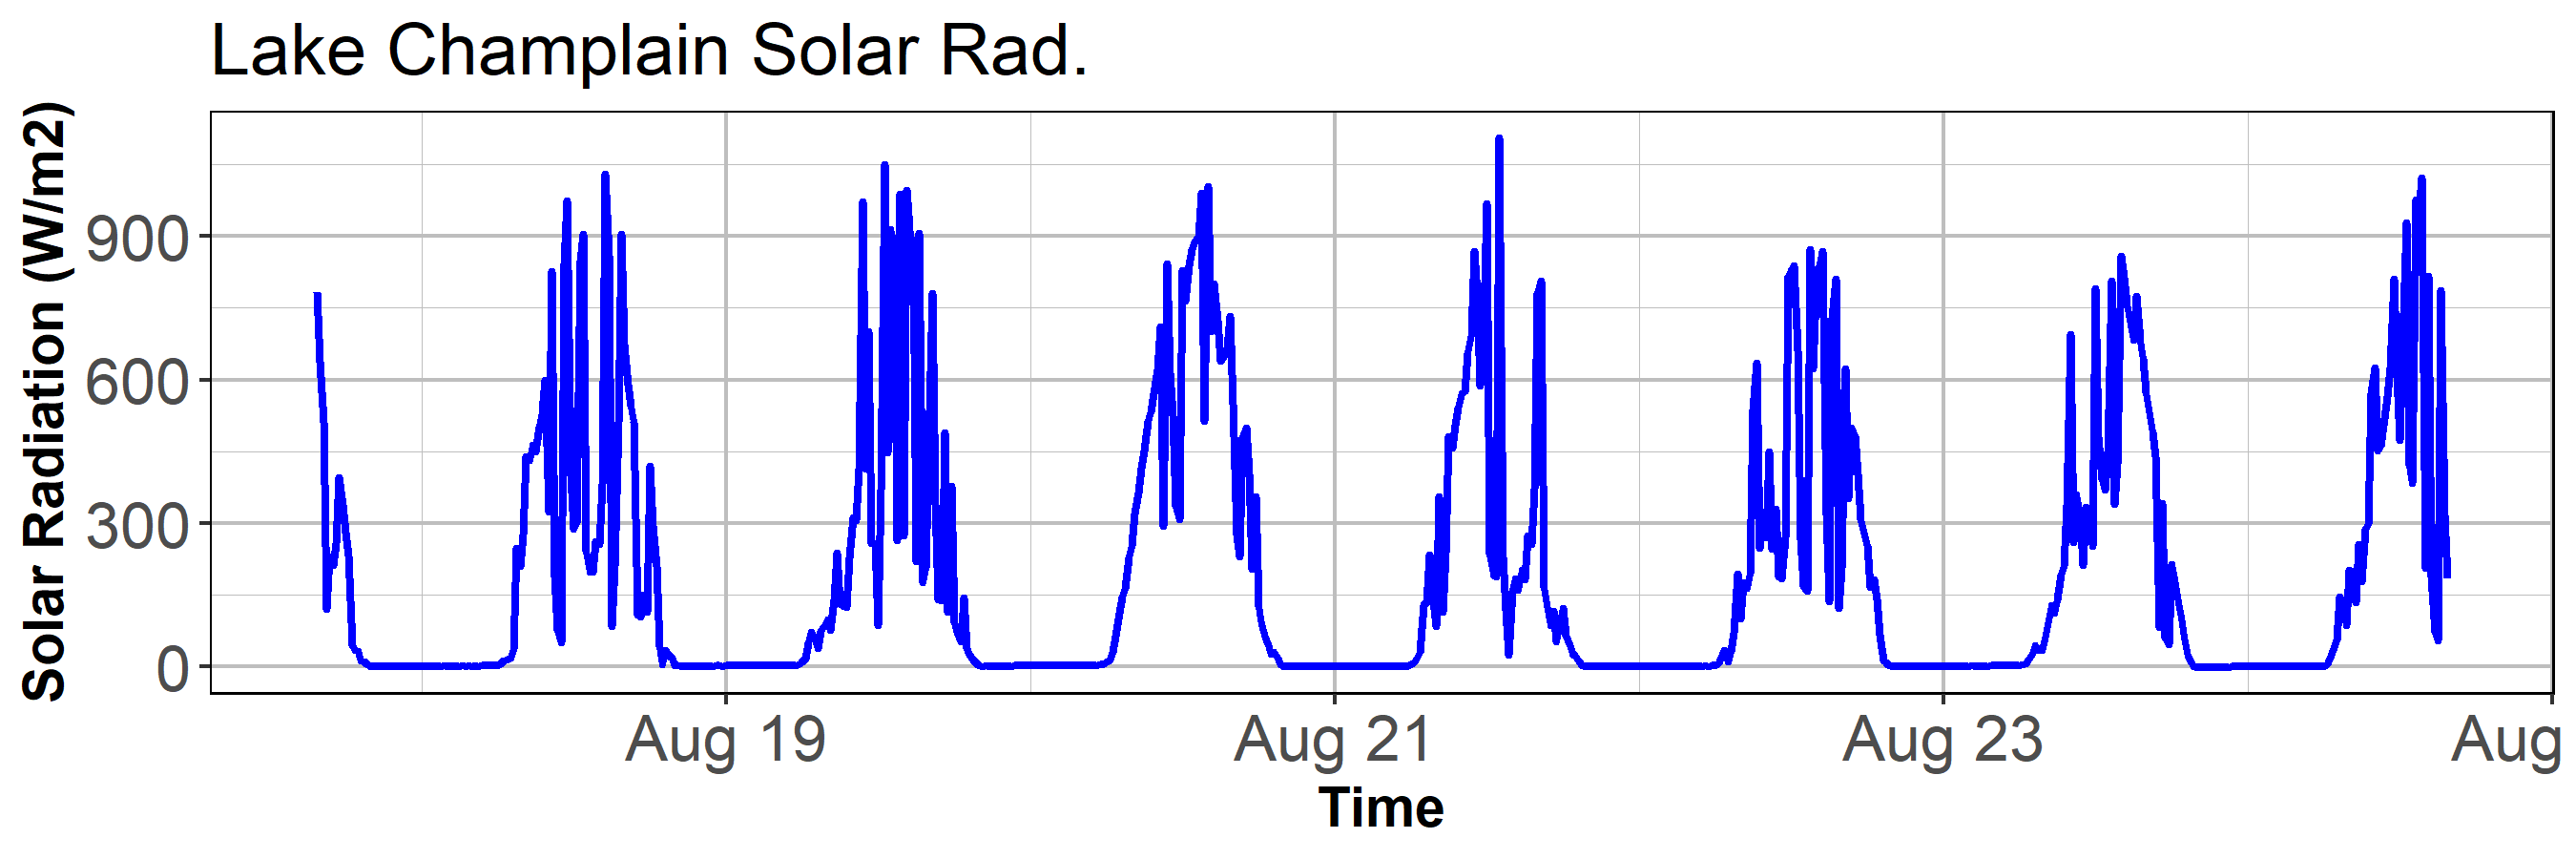 Lake Champlain Solar Rad.
Solar Radiation (W/m2)
900
600
300
0
Aug 19 Aug 21 Aug 23 Aug
Time